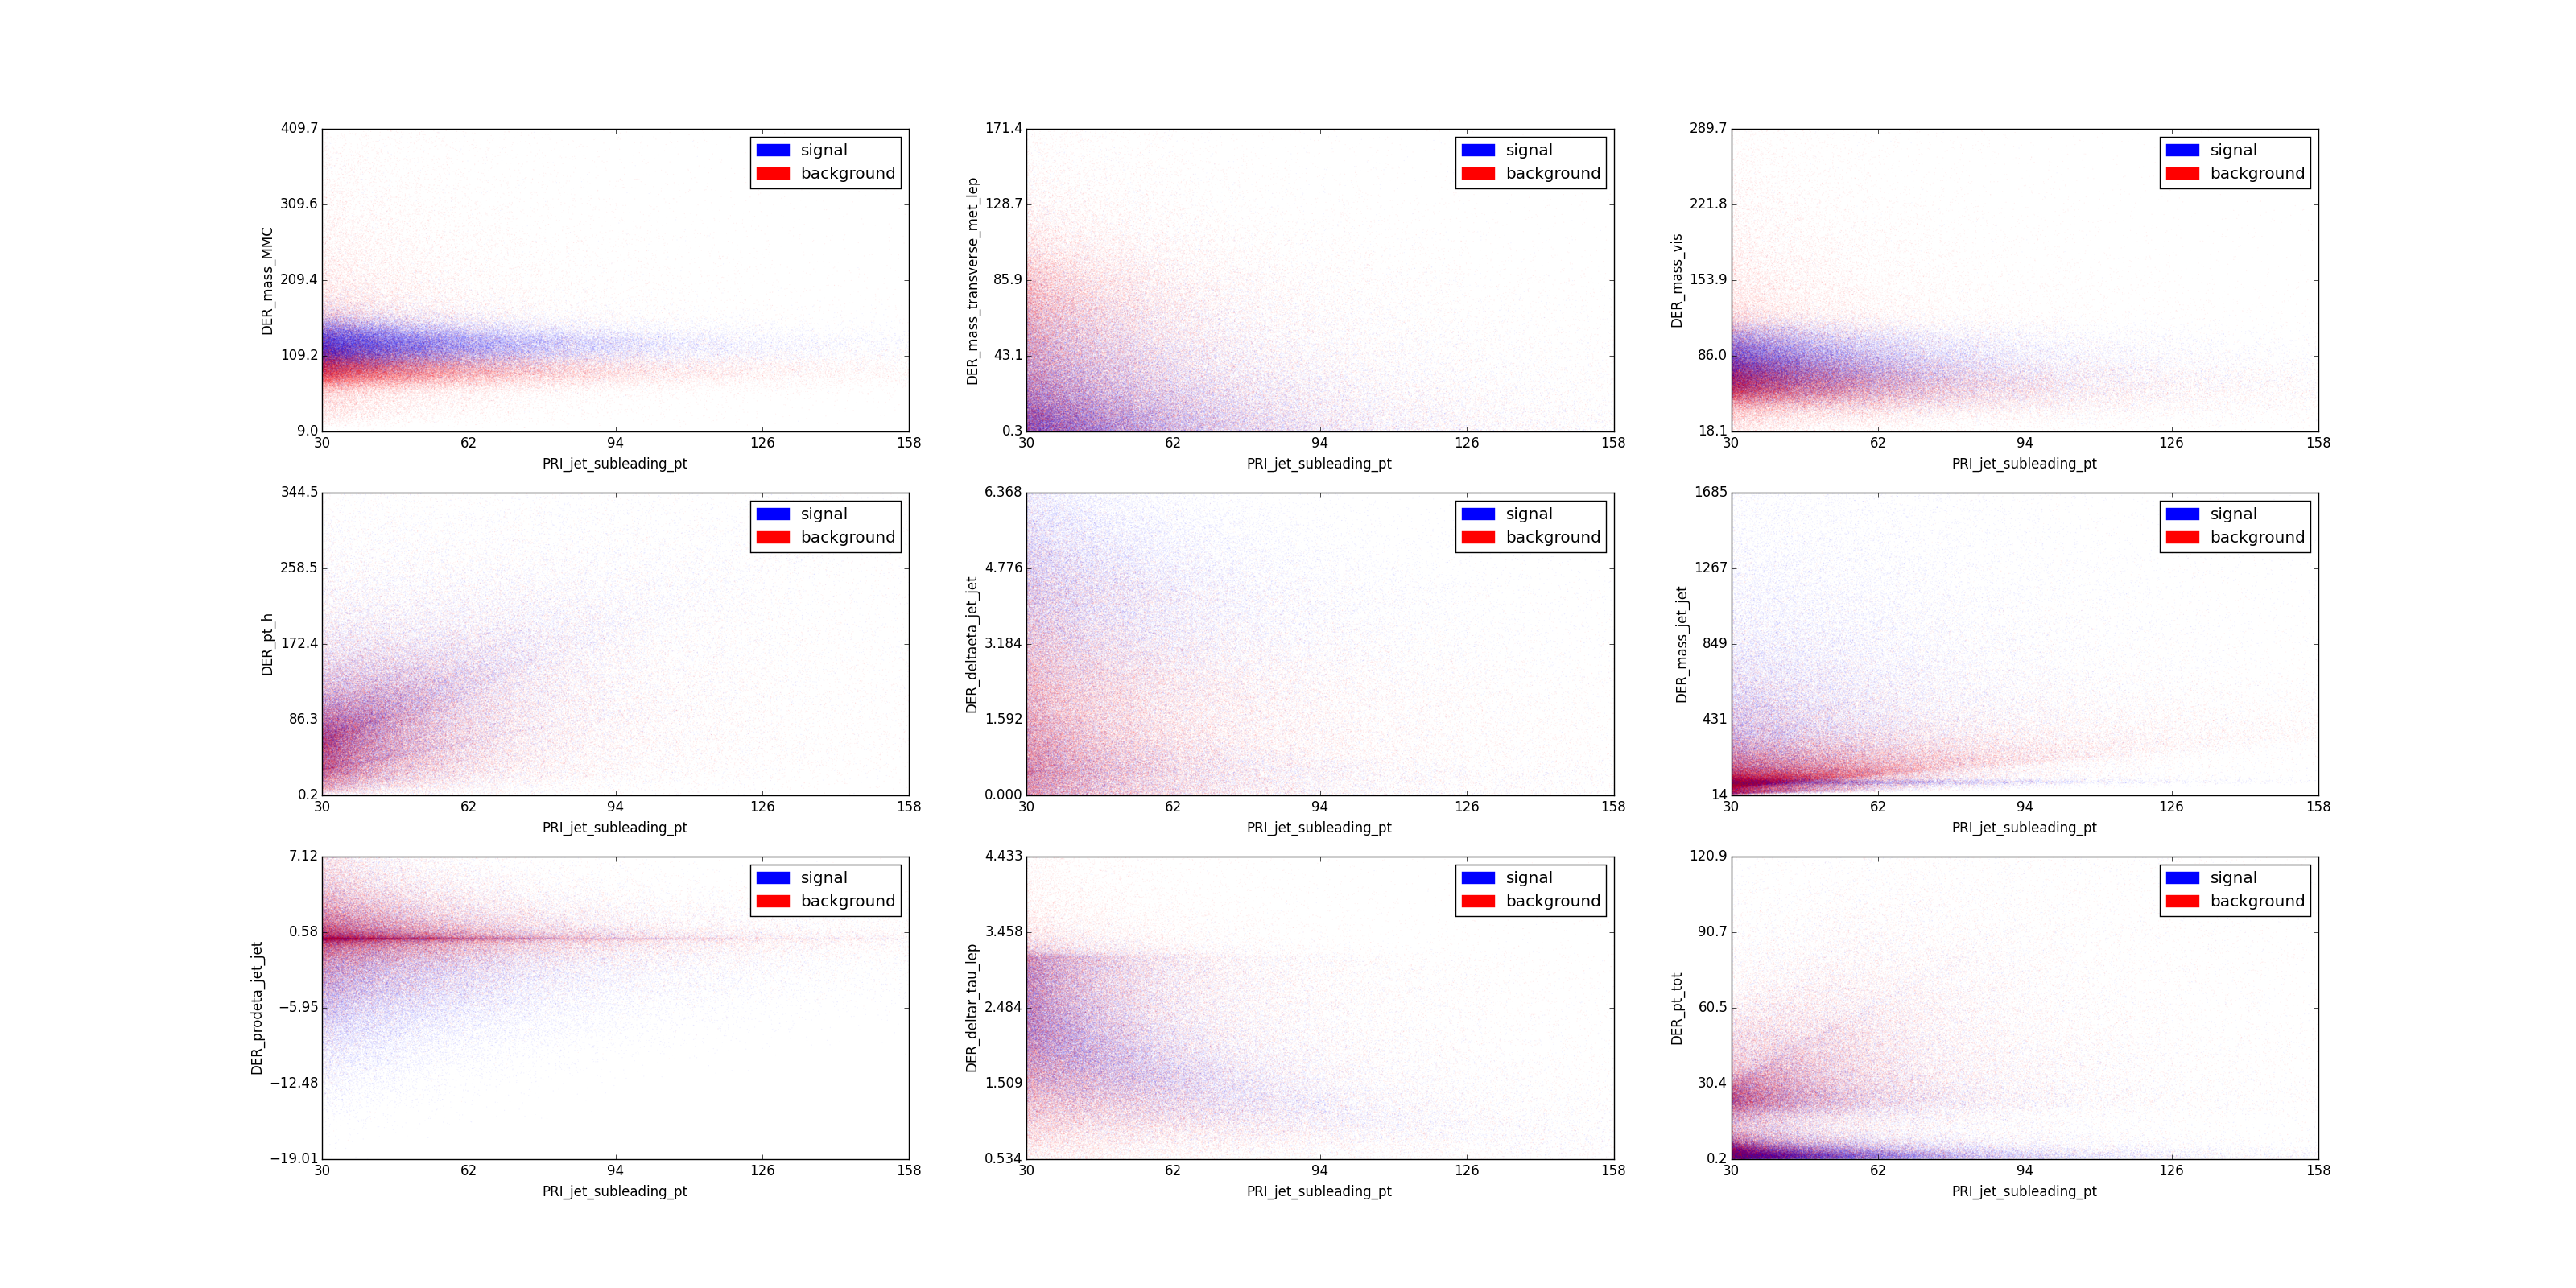 409.7
309.6
209.4
109.2
9.0
DER_mass_MMC
30 62 94 126 158
PRI_jet_subleading_pt
signal
background
171.4
128.7
85.9
43.1
0.3
DER_mass_transverse_met_lep
30 62 94 126 158
PRI_jet_subleading_pt
signal
background
289.7
221.8
153.9
86.0
18.1
DER_mass_vis
30 62 94 126 158
PRI_jet_subleading_pt
signal
background
344.5
258.5
172.4
86.3
0.2
DER_pt_h
30 62 94 126 158
PRI_jet_subleading_pt
signal
background
6.368
4.776
3.184
1.592
0.000
DER_deltaeta_jet_jet
30 62 94 126 158
PRI_jet_subleading_pt
signal
background
1685
1267
849
431
14
DER_mass_jet_jet
30 62 94 126 158
PRI_jet_subleading_pt
signal
background
7.12
0.58
−5.95
−12.48
−19.01
DER_prodeta_jet_jet
30 62 94 126 158
PRI_jet_subleading_pt
signal
background
4.433
3.458
2.484
1.509
0.534
DER_deltar_tau_lep
30 62 94 126 158
PRI_jet_subleading_pt
signal
background
120.9
90.7
60.5
30.4
0.2
DER_pt_tot
30 62 94 126 158
PRI_jet_subleading_pt
signal
background